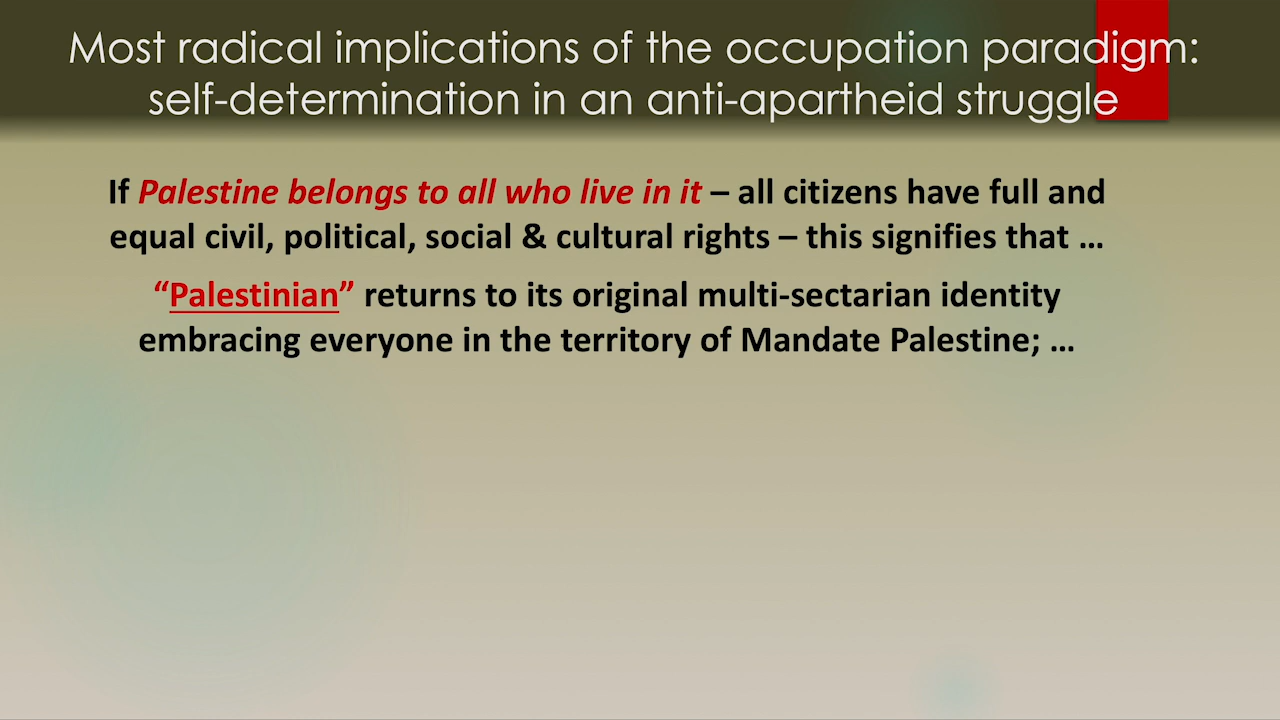 Most radical implications of the occupation paradigm:
self-determination in an anti-apartheid struggle
If Palestine belongs to all who live in it – all citizens have full and
equal civil, political, social & cultural rights – this signifies that …
“Palestinian” returns to its original multi-sectarian identity
embracing everyone in the territory of Mandate Palestine; …